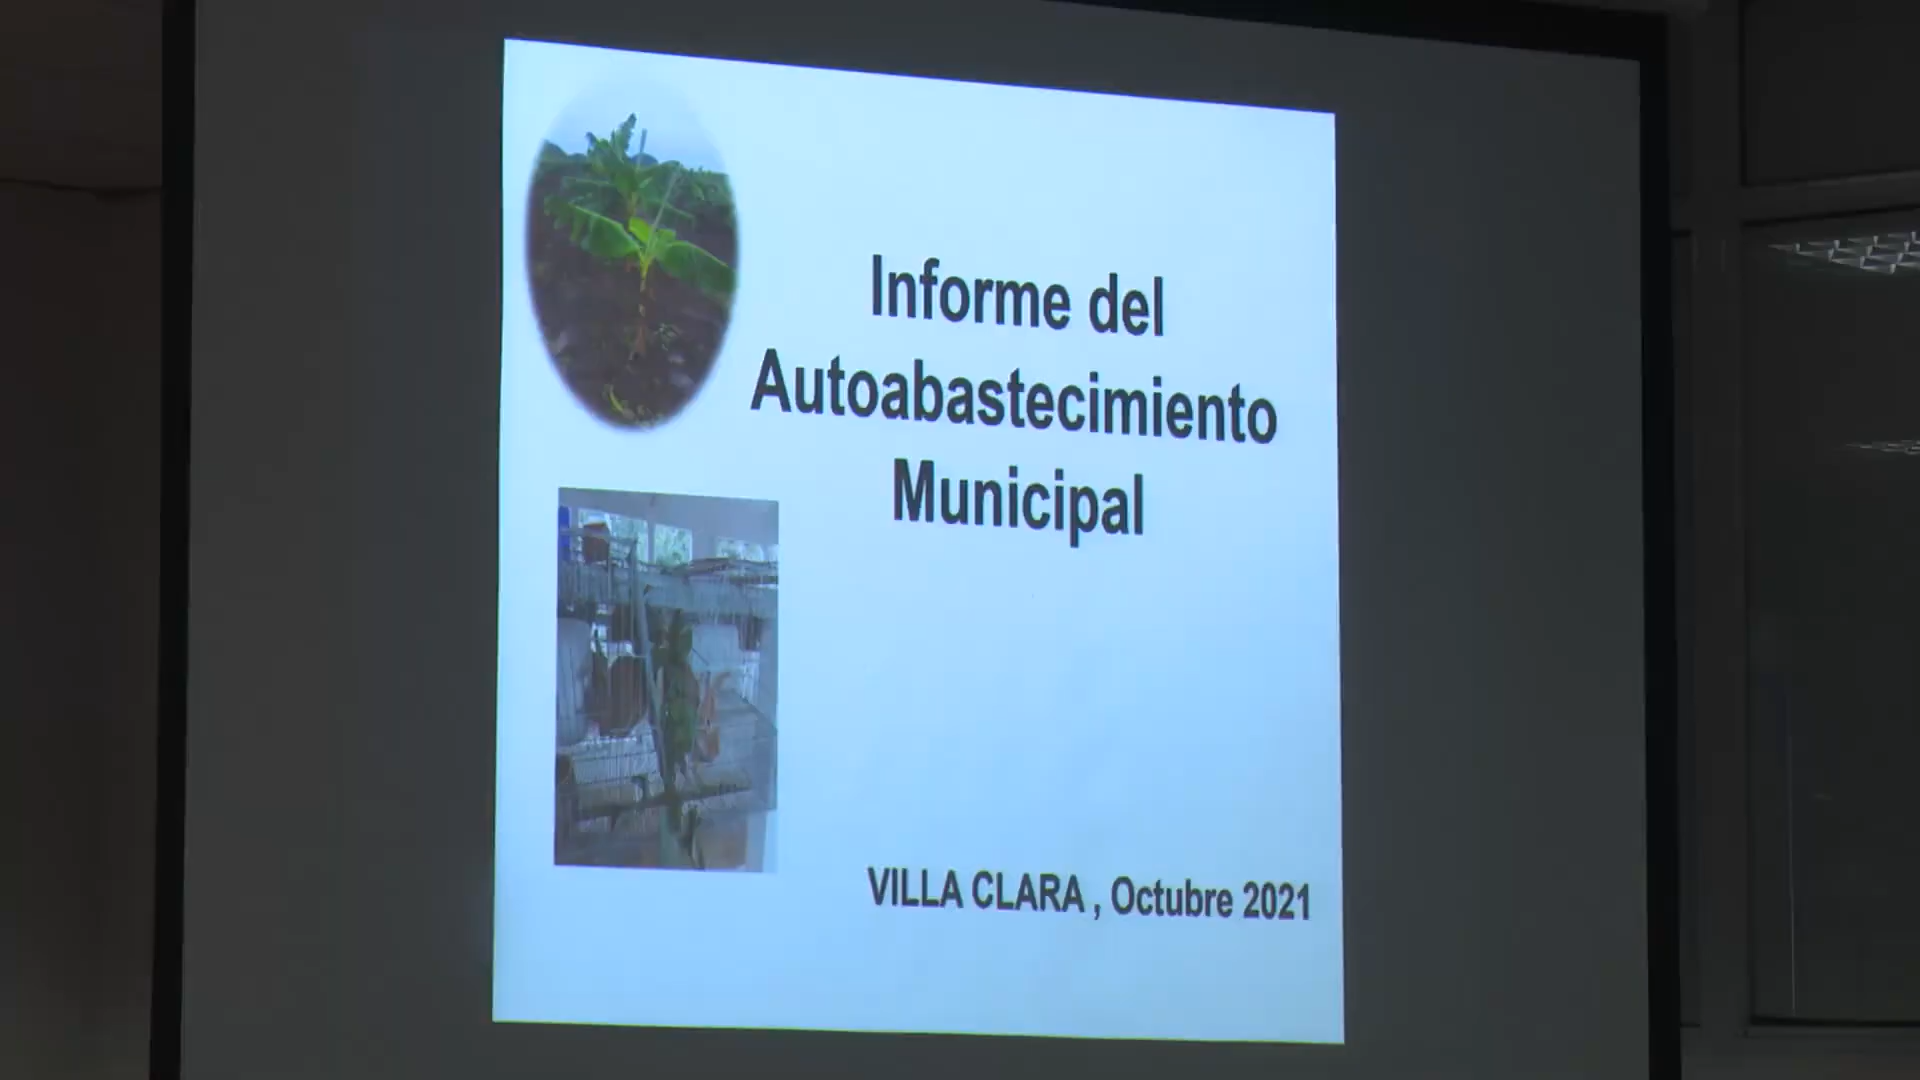 Informe del
Autoabastecimiento
Municipal
VILLA CLARA , Octubre 2021